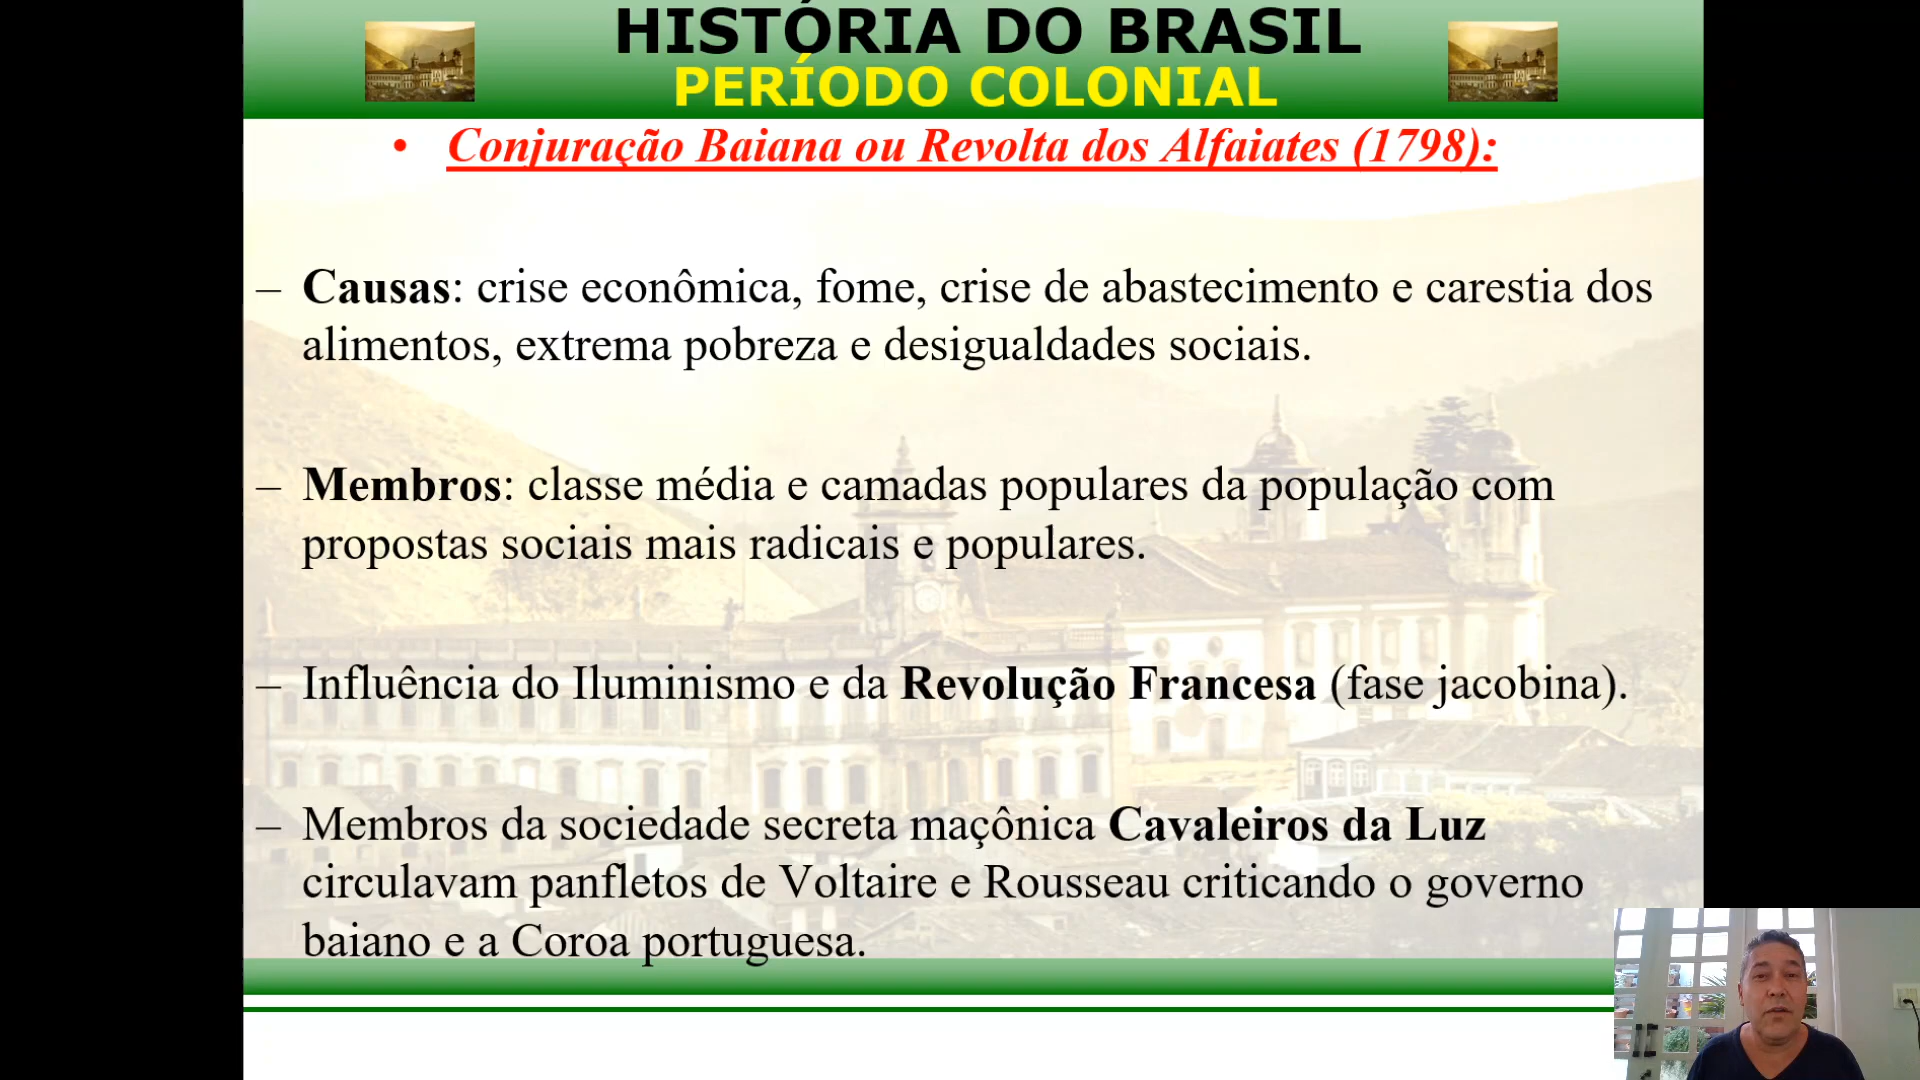 HISTÓRIA DO BRASIL
PERÍODO COLONIAL
• Conjuração Baiana ou Revolta dos Alfaiates (1798):
– Causas: crise econômica, fome, crise de abastecimento e carestia dos
alimentos, extrema pobreza e desigualdades sociais.
– Membros: classe média e camadas populares da população com
propostas sociais mais radicais e populares.
– Influência do Iluminismo e da Revolução Francesa (fase jacobina).
– Membros da sociedade secreta maçônica Cavaleiros da Luz
circulavam panfletos de Voltaire e Rousseau criticando o governo
baiano e a Coroa portuguesa.